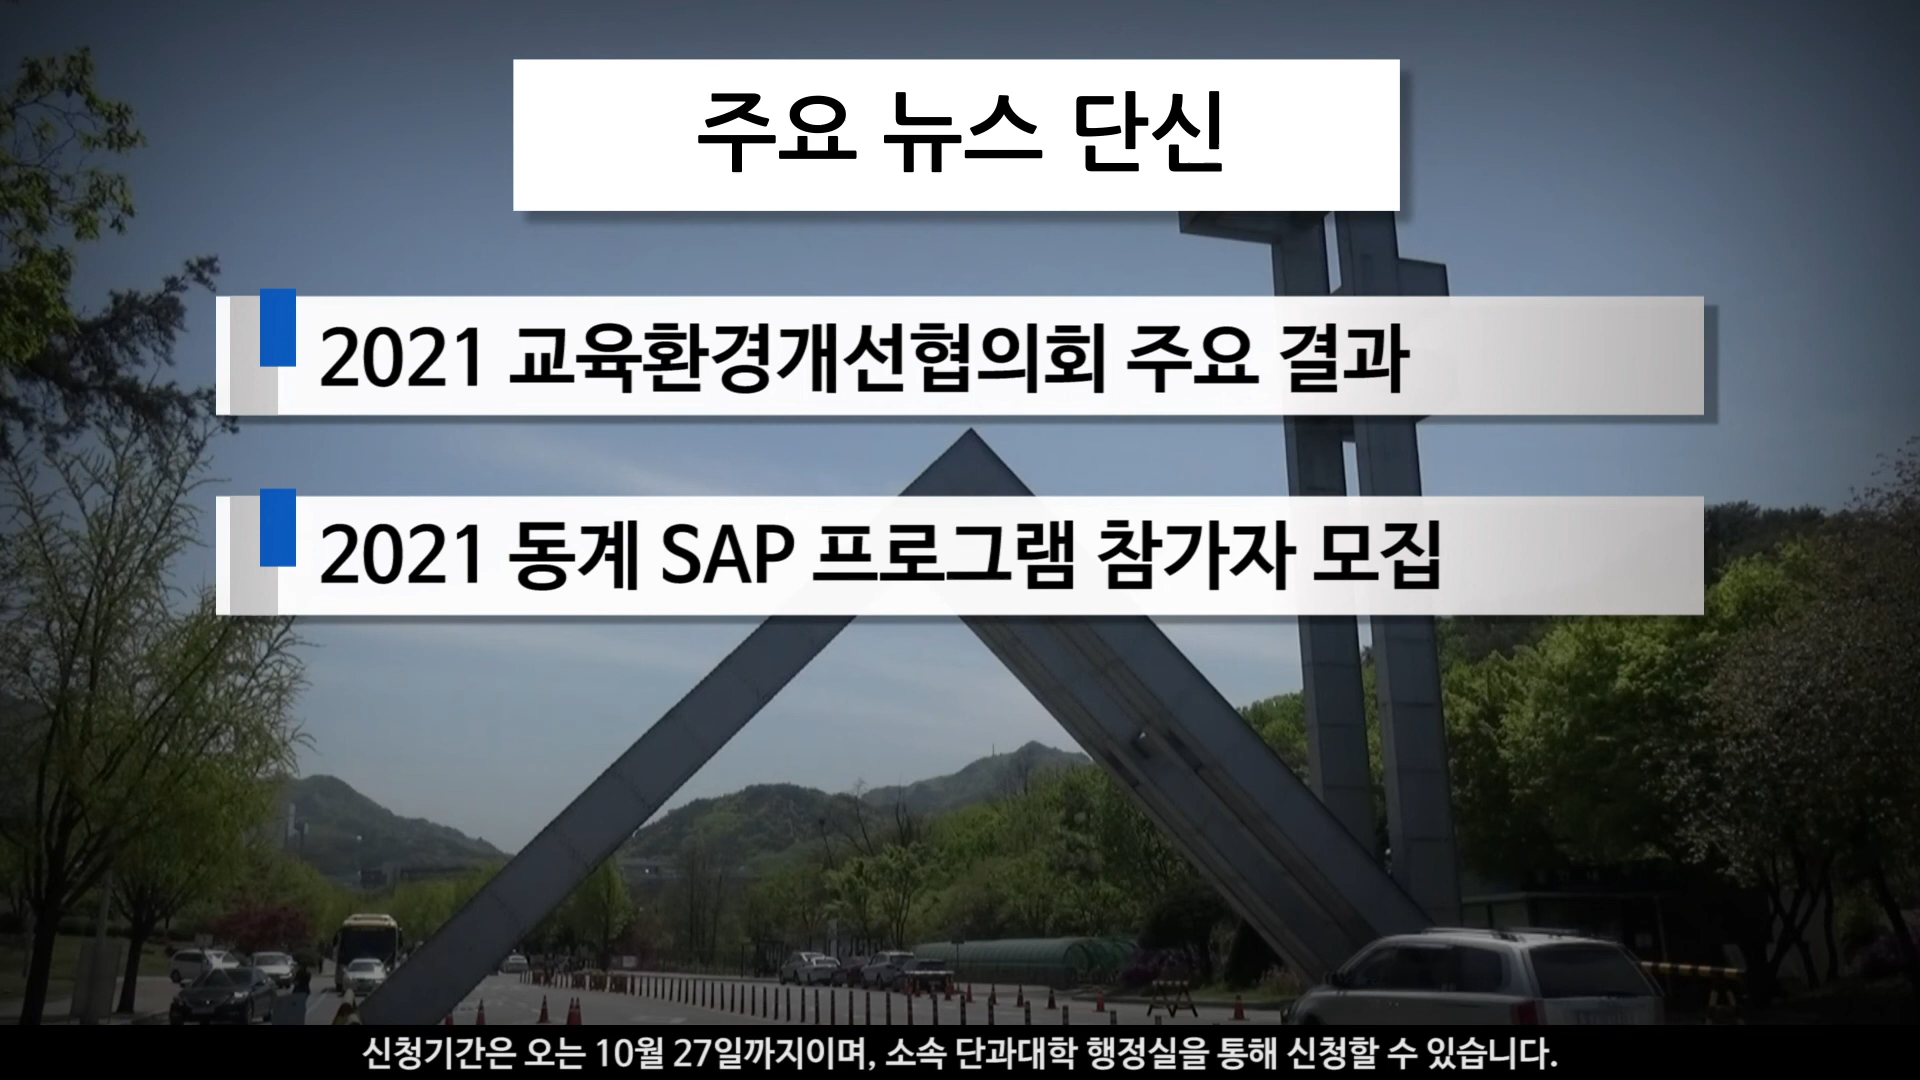 주요 뉴스 단신
2021 교육환경개선협의회 주요 결과
2021 동계 SAP 프로그램 참가자 모집
신청기간은 오는 10월 27일까지이며, 소속 단과대학 행정실을 통해 신청할 수 있습니다.